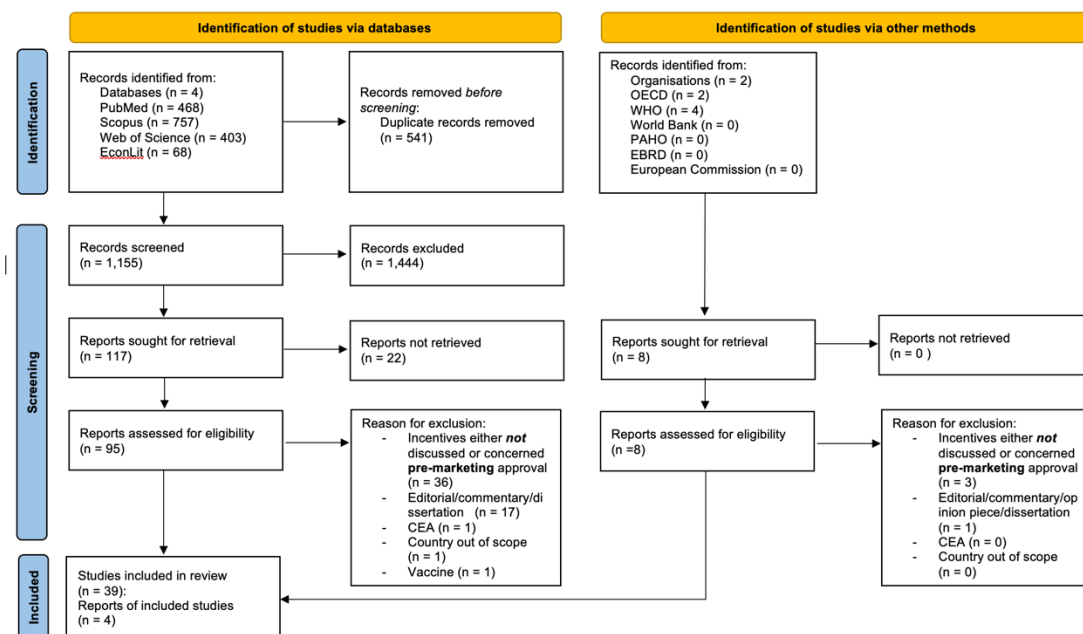 Identification of studies via databases
Identification of studies via other methods
Identification
Records identified from:
Databases (n = 4)
PubMed (n = 468)
Scopus (n = 757)
Web of Science (n = 403)
EconLit (n = 68)
Records removed before
screening:
Duplicate records removed
(n = 541)
Records identified from:
Organisations (n = 2)
OECD (n = 2)
WHO (n = 4)
World Bank (n = 0)
PAHO (n = 0)
EBRD (n = 0)
European Commission (n = 0)
Screening
Records screened
(n = 1,155)
Records excluded
(n = 1,444)
Reports sought for retrieval
(n = 117)
Reports not retrieved
(n = 22)
Reports sought for retrieval
(n = 8)
Reports not retrieved
(n = 0 )
Reports assessed for eligibility
(n = 95)
Reason for exclusion:
- Incentives either not
discussed or concerned
pre-marketing approval
(n = 36)
- Editorial/commentary/di
ssertation (n = 17)
- CEA (n = 1)
- Country out of scope
(n = 1)
- Vaccine (n = 1)
Reports assessed for eligibility
(n =8)
Reason for exclusion:
- Incentives either not
discussed or concerned
pre-marketing approval
(n = 3)
- Editorial/commentary/op
inion piece/dissertation
(n = 1)
- CEA (n = 0)
- Country out of scope
(n = 0)
Included
Studies included in review
(n = 39):
Reports of included studies
(n = 4)